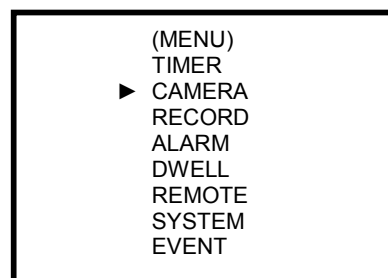 (MENU)
TIMER
► CAMERA
RECORD
ALARM
DWELL
REMOTE
SYSTEM
EVENT